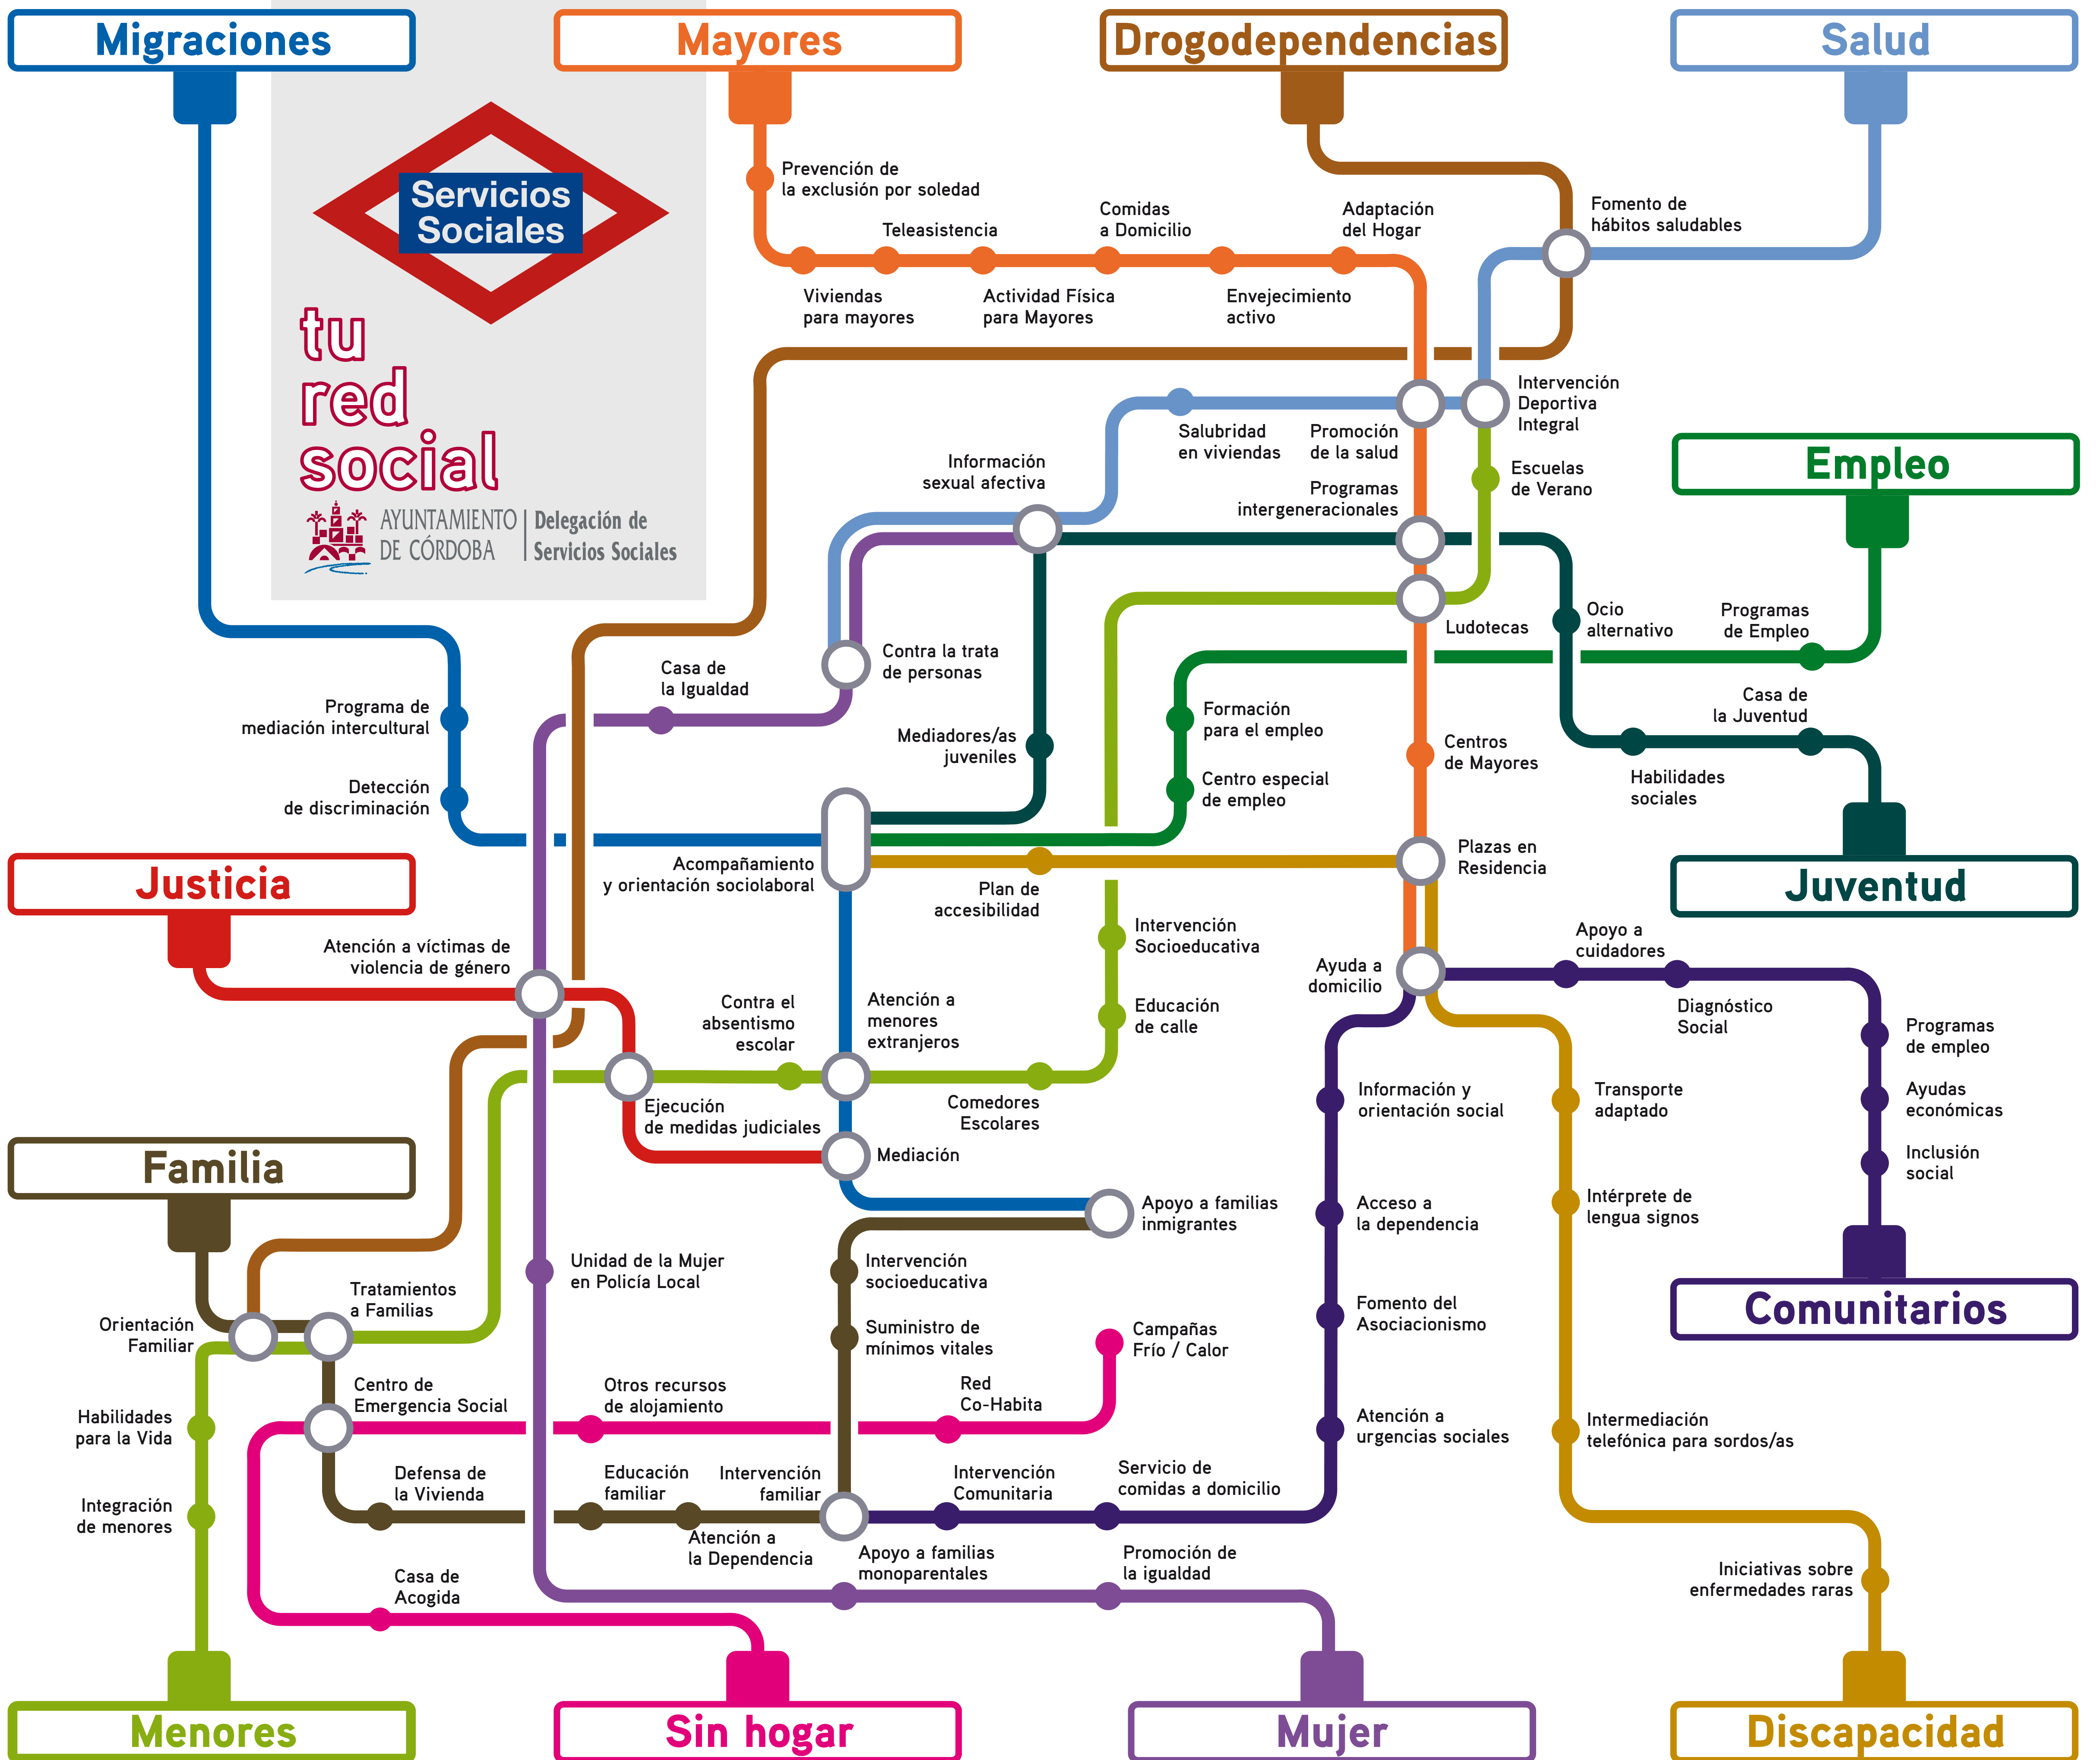 Migraciones
Mayores
Drogodependencias
Salud
Servicios
Sociales
tu
red
social
AYUNTAMIENTO
DE CÓRDOBA
Delegación de
Servicios Sociales
Prevención de
la exclusión por soledad
Teleasistencia
Comidas
a Domicilio
Adaptación
del Hogar
Fomento de
hábitos saludables
Viviendas
para mayores
Actividad Física
para Mayores
Envejecimiento
activo
Intervención
Deportiva
Integral
Salubridad
en viviendas
Promoción
de la salud
Información
sexual afectiva
Programas
intergeneracionales
Escuelas
de Verano
Empleo
Ludotecas
Ocio
alternativo
Programas
de Empleo
Contra la trata
de personas
Casa de
la Igualdad
Programa de
mediación intercultural
Mediadores/as
juveniles
Formación
para el empleo
Centros
de Mayores
Casa de
la Juventud
Detección
de discriminación
Centro especial
de empleo
Habilidades
sociales
Justicia
Acompañamiento
y orientación sociolaboral
Plan de
accesibilidad
Plazas en
Residencia
Juventud
Atención a víctimas de
violencia de género
Intervención
Socioeducativa
Ayuda a
domicilio
Apoyo a
cuidadores
Contra el
absentismo
escolar
Atención a
menores
extranjeros
Educación
de calle
Diagnóstico
Social
Programas
de empleo
Ejecución
de medidas judiciales
Comedores
Escolares
Información y
orientación social
Transporte
adaptado
Ayudas
económicas
Familia
Mediación
Inclusión
social
Apoyo a familias
inmigrantes
Acceso a
la dependencia
Intérprete de
lengua signos
Unidad de la Mujer
en Policía Local
Intervención
socioeducativa
Comunitarios
Orientación
Familiar
Tratamientos
a Familias
Suministro de
mínimos vitales
Campañas
Frío / Calor
Fomento del
Asociacionismo
Habilidades
para la Vida
Centro de
Emergencia Social
Otros recursos
de alojamiento
Red
Co-Habita
Atención a
urgencias sociales
Intermediación
telefónica para sordos/as
Integración
de menores
Defensa de
la Vivienda
Educación
familiar
Intervención
familiar
Intervención
Comunitaria
Servicio de
comidas a domicilio
Atención a
la Dependencia
Apoyo a familias
monoparentales
Promoción de
la igualdad
Casa de
Acogida
Iniciativas sobre
enfermedades raras
Menores
Sin hogar
Mujer
Discapacidad